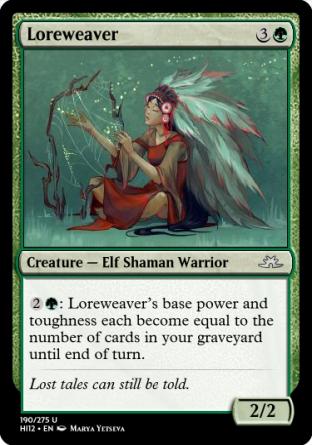 Loreweaver 3
Creature — Elf Shaman Warrior
2 : Loreweaver's base power and
toughness each become equal to the
number of cards in your graveyard
until end of turn.
Lost tales can still be told.
2/2
190/275 U
HI12 • EN MARYA YETSEVA